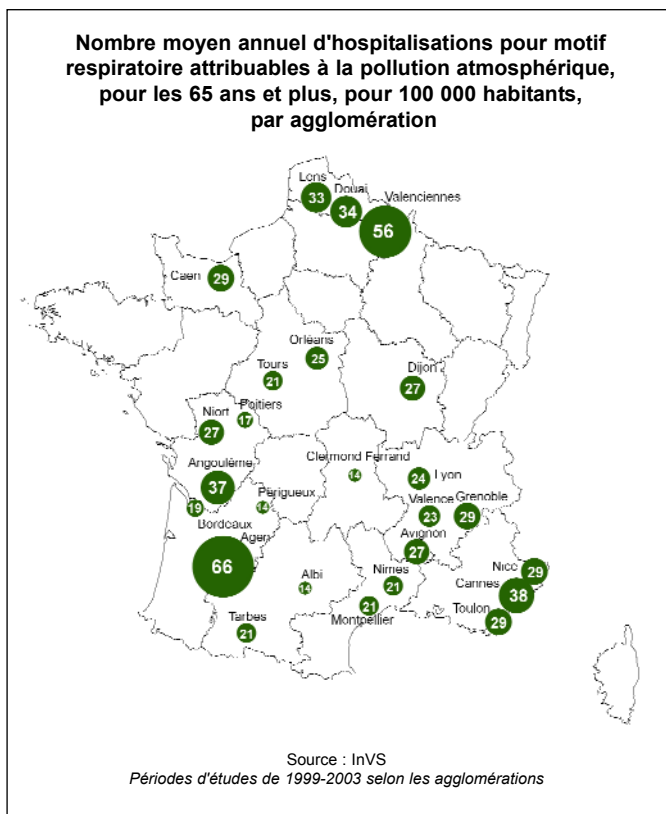 Nombre moyen annuel d'hospitalisations pour motif
respiratoire attribuables à la pollution atmosphérique,
pour les 65 ans et plus, pour 100 000 habitants,
par agglomération
Lens
33
Douai
34
Valenciennes
56
Caen
29
Orléans
25
Tours
21
Dijon
27
Poitiers
17
Niort
27
Angoulème
37
Clermond Ferrand
14
Lyon
24
Périgueux
14
19
Bordeaux
Valence
23
Grenoble
29
Agen
66
Avignon
27
Albi
14
Nimes
21
Nice
29
Cannes
38
Toulon
29
21
Montpellier
Tarbes
21
Source : InVS
Périodes d'études de 1999-2003 selon les agglomérations